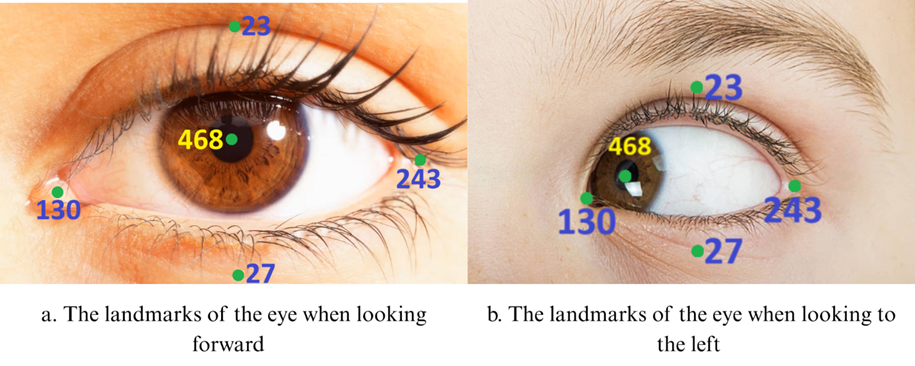 23
468
130
243
27
23
468
130
243
27
a. The landmarks of the eye when looking
forward
b. The landmarks of the eye when looking to
the left